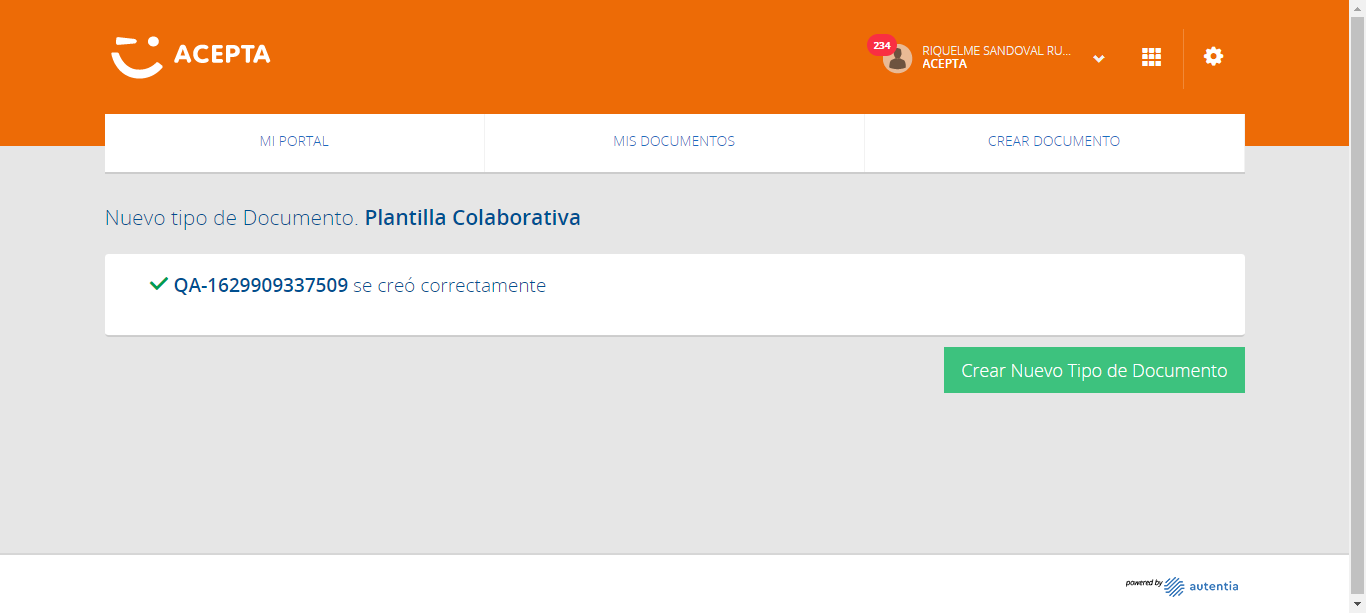 ACEPTA
234
RIQUELME SANDOVAL RU...
ACEPTA
MI PORTAL
MIS DOCUMENTOS
CREAR DOCUMENTO
Nuevo tipo de Documento. Plantilla Colaborativa
QA-1629909337509 se creó correctamente
Crear Nuevo Tipo de Documento
powered by autentia